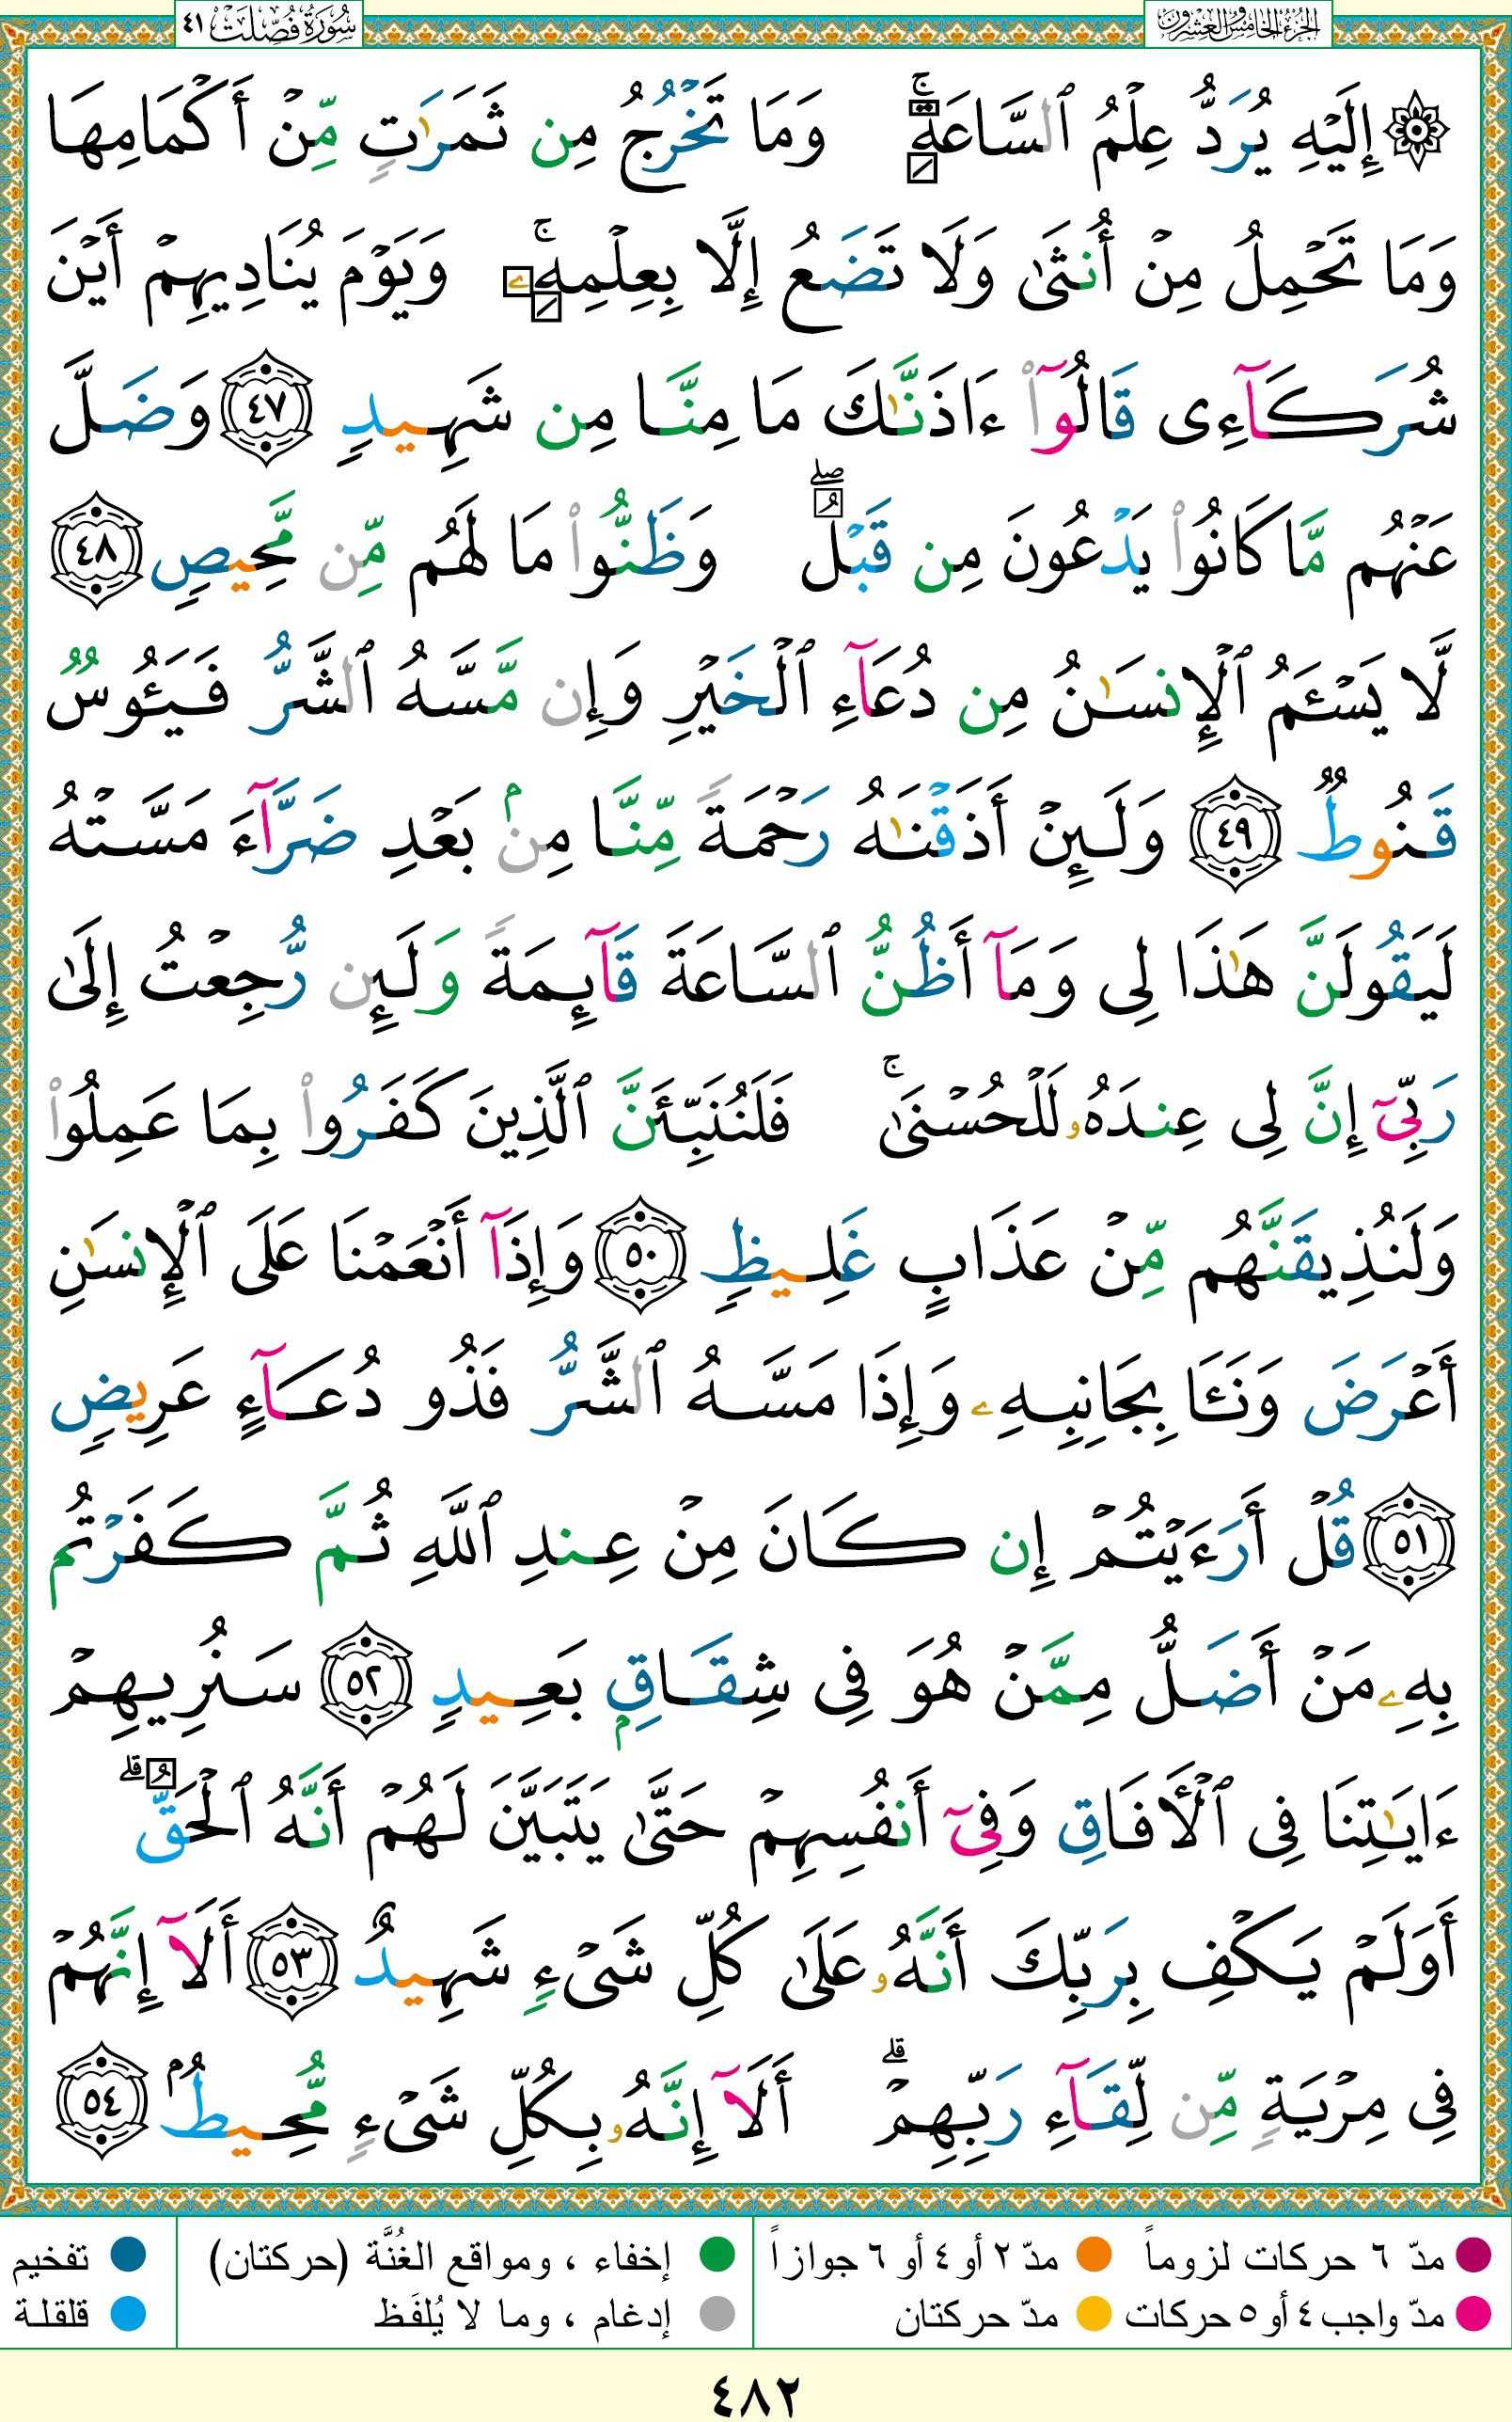 الجزء الخامس والعشرون
سورة فصلت ٤١
۞ إِلَيْهِ يُرَدُّ عِلْمُ ٱلسَّاعَةِ ۚ وَمَا تَخْرُجُ مِن ثَمَرَٰتٍ مِّنْ أَكْمَامِهَا
وَمَا تَحْمِلُ مِنْ أُنثَىٰ وَلَا تَضَعُ إِلَّا بِعِلْمِهِۦ ۚ وَيَوْمَ يُنَادِيهِمْ أَيْنَ
شُرَكَآءِى قَالُوٓا۟ ءَاذَنَّـٰكَ مَا مِنَّا مِن شَهِيدٍ ٤٧ وَضَلَّ
عَنْهُم مَّا كَانُوا۟ يَدْعُونَ مِن قَبْلُ ۖ وَظَنُّوا۟ مَا لَهُم مِّن مَّحِيصٍ ٤٨
لَّا يَسْـَٔمُ ٱلْإِنسَـٰنُ مِن دُعَآءِ ٱلْخَيْرِ وَإِن مَّسَّهُ ٱلشَّرُّ فَيَـُٔوسٌ
قَنُوطٌ ٤٩ وَلَئِنْ أَذَقْنَـٰهُ رَحْمَةً مِّنَّا مِنۢ بَعْدِ ضَرَّآءَ مَسَّتْهُ
لَيَقُولَنَّ هَـٰذَا لِى وَمَآ أَظُنُّ ٱلسَّاعَةَ قَآئِمَةً وَلَئِن رُّجِعْتُ إِلَىٰ
رَبِّىٓ إِنَّ لِى عِندَهُۥ لَلْحُسْنَىٰ ۚ فَلَنُنَبِّئَنَّ ٱلَّذِينَ كَفَرُوا۟ بِمَا عَمِلُوا۟
وَلَنُذِيقَنَّهُم مِّنْ عَذَابٍ غَلِيظٍ ٥٠ وَإِذَآ أَنْعَمْنَا عَلَى ٱلْإِنسَـٰنِ
أَعْرَضَ وَنَـَٔا بِجَانِبِهِۦ وَإِذَا مَسَّهُ ٱلشَّرُّ فَذُو دُعَآءٍ عَرِيضٍ
٥١ قُلْ أَرَءَيْتُمْ إِن كَانَ مِنْ عِندِ ٱللَّهِ ثُمَّ كَفَرْتُم
بِهِۦ مَنْ أَضَلُّ مِمَّنْ هُوَ فِى شِقَاقٍۭ بَعِيدٍ ٥٢ سَنُرِيهِمْ
ءَايَـٰتِنَا فِى ٱلْـَٔافَاقِ وَفِىٓ أَنفُسِهِمْ حَتَّىٰ يَتَبَيَّنَ لَهُمْ أَنَّهُ ٱلْحَقُّ ۗ
أَوَلَمْ يَكْفِ بِرَبِّكَ أَنَّهُۥ عَلَىٰ كُلِّ شَىْءٍ شَهِيدٌ ٥٣ أَلَآ إِنَّهُمْ
فِى مِرْيَةٍ مِّن لِّقَآءِ رَبِّهِمْ ۗ أَلَآ إِنَّهُۥ بِكُلِّ شَىْءٍ مُّحِيطٌۢ ٥٤
مدّ ٦ حركات لزوماً مدّ ٢ أو ٤ أو ٦ جوازاً إخفاء ، ومواقع الغُنَّة (حركتان) تفخيم
مدّ واجب ٤ أو ٥ حركات مدّ حركتان إدغام ، وما لا يُلفَظ قلقلة
٤٨٢